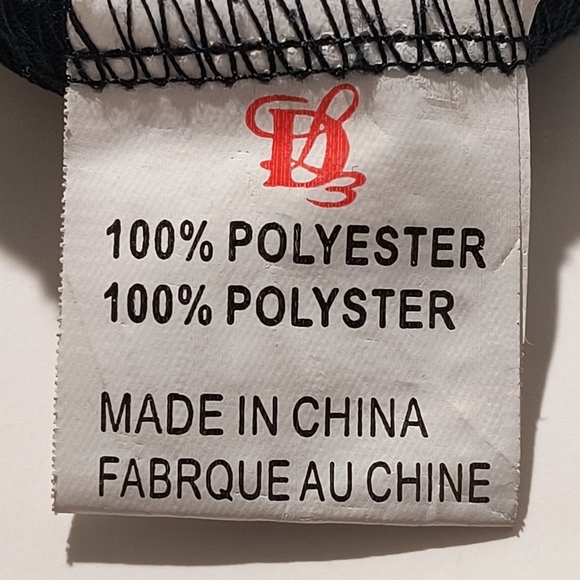 100% POLYESTER
100% POLYSTER
MADE IN CHINA
FABRQUE AU CHINE